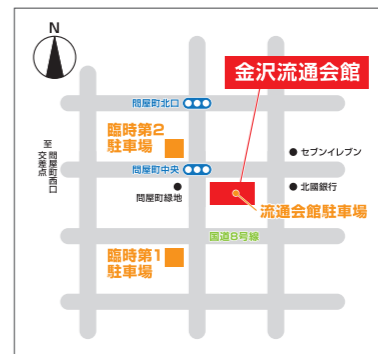 N
金沢流通会館
問屋町北口
臨時第2
駐車場
至 問屋町西口
交差点
セブンイレブン
問屋町中央
北國銀行
問屋町緑地
流通会館駐車場
国道8号線
臨時第1
駐車場